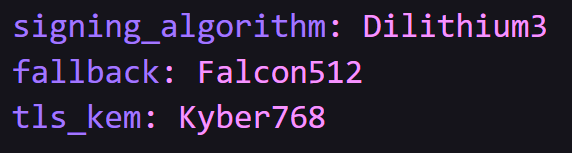 signing_algorithm: Dilithium3
fallback: Falcon512
tls_kem: Kyber768